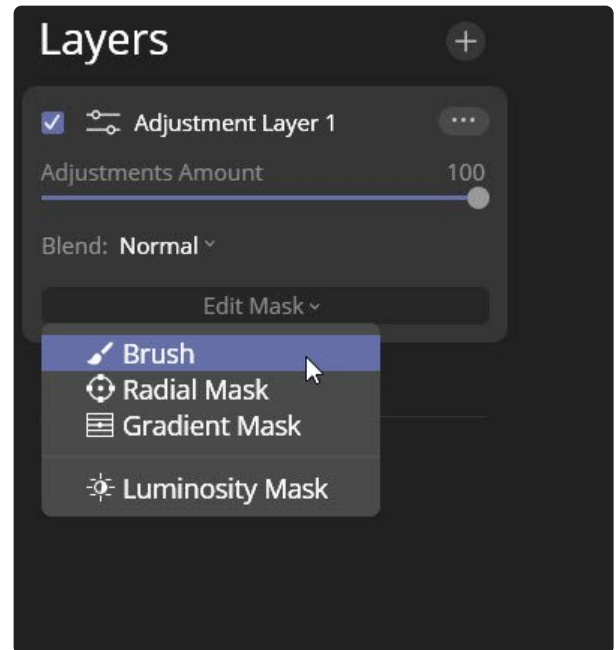 Layers
Adjustment Layer 1
Adjustments Amount 100
Blend: Normal
Edit Mask
Brush
Radial Mask
Gradient Mask
Luminosity Mask